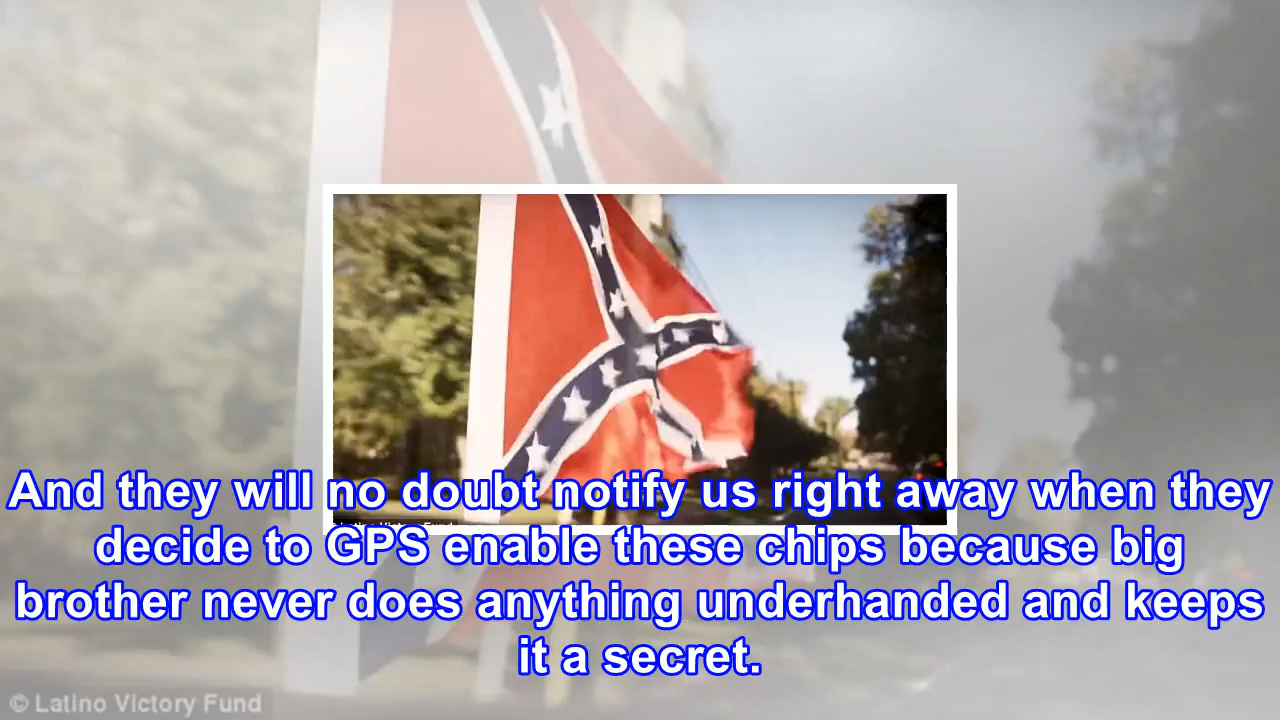 And they will no doubt notify us right away when they
decide to GPS enable these chips because big
brother never does anything underhanded and keeps
it a secret.
© Latino Victory Fund